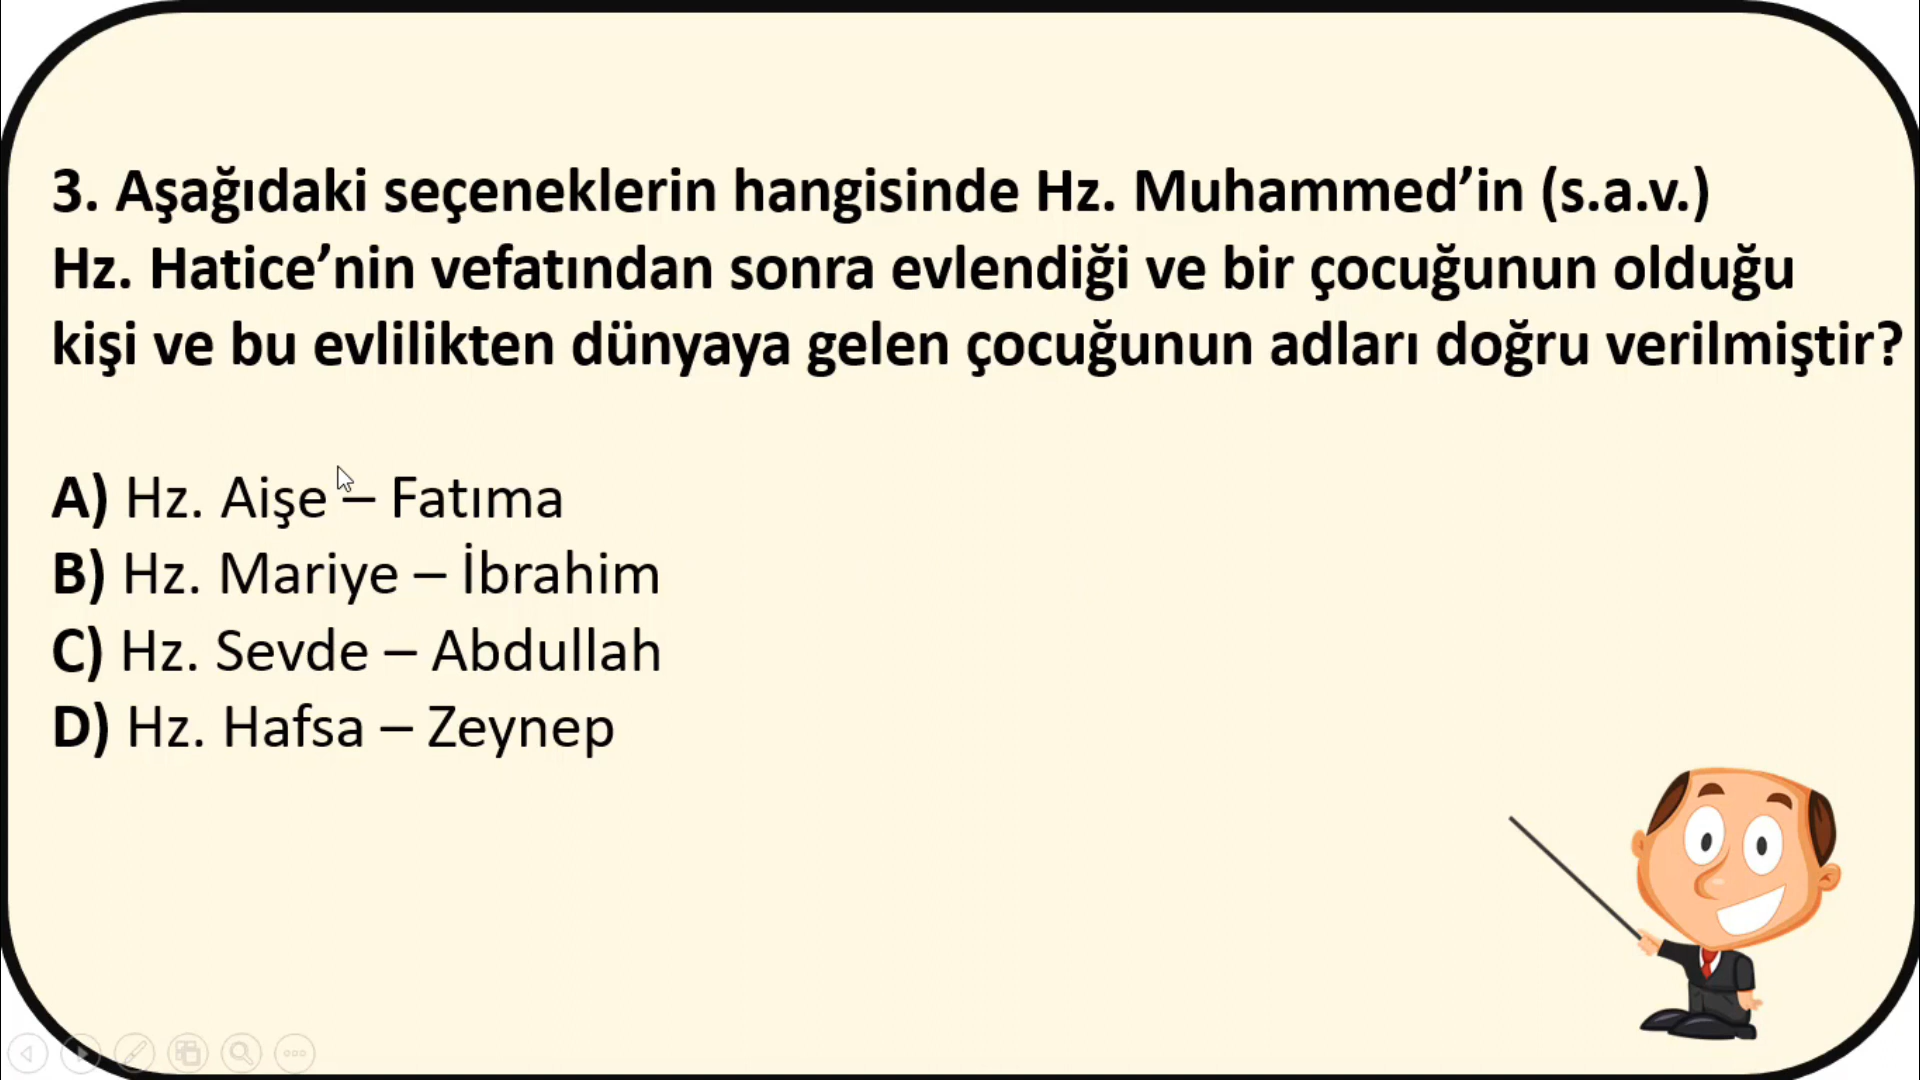 3. Aşağıdaki seçeneklerin hangisinde Hz. Muhammed’in (s.a.v.)
Hz. Hatice’nin vefatından sonra evlendiği ve bir çocuğunun olduğu
kişi ve bu evlilikten dünyaya gelen çocuğunun adları doğru verilmiştir?
A) Hz. Aişe – Fatıma
B) Hz. Mariye – İbrahim
C) Hz. Sevde – Abdullah
D) Hz. Hafsa – Zeynep